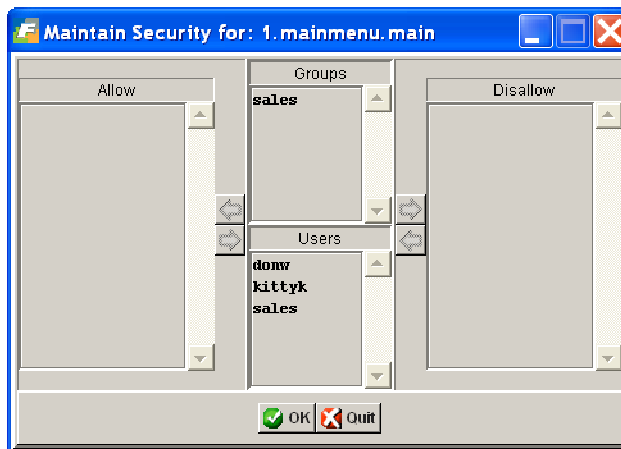 Maintain Security for: 1.mainmenu.main
Allow
Groups
sales
Users
donw
kittyk
sales
Disallow
OK
Quit